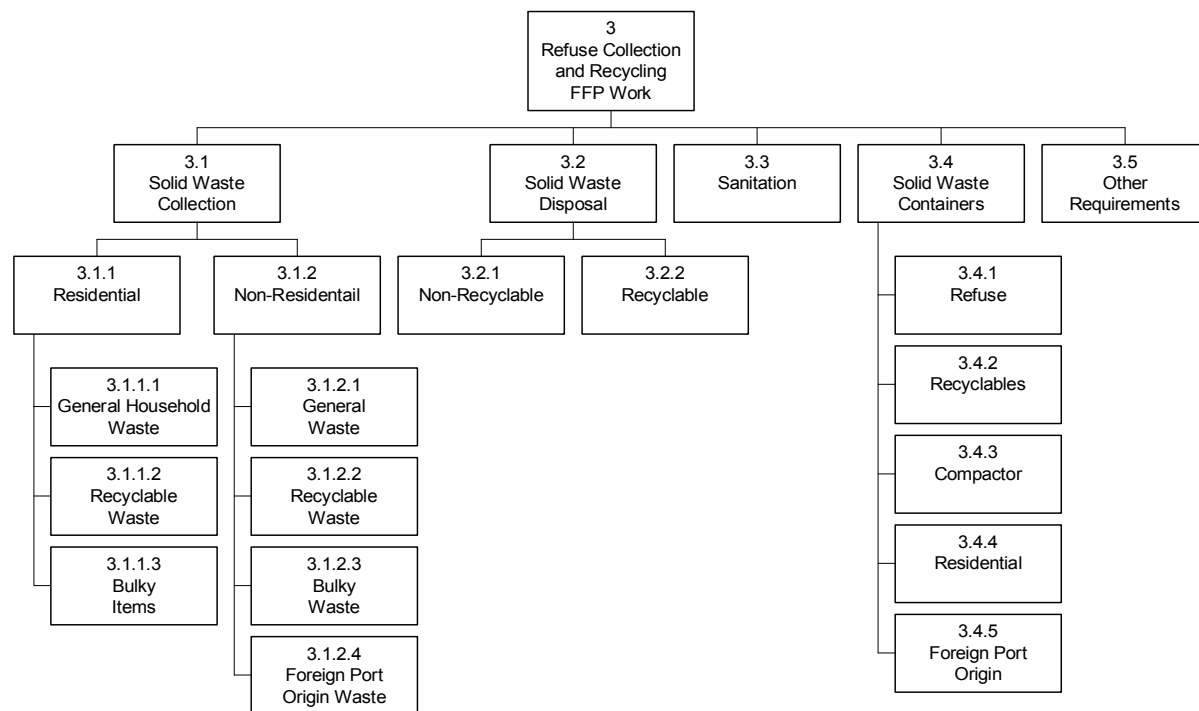 3
Refuse Collection
and Recycling
FFP Work
3.1
Solid Waste
Collection
3.2
Solid Waste
Disposal
3.3
Sanitation
3.4
Solid Waste
Containers
3.5
Other
Requirements
3.1.1
Residential
3.1.2
Non-Residentail
3.2.1
Non-Recyclable
3.2.2
Recyclable
3.1.1.1
General Household
Waste
3.1.1.2
Recyclable
Waste
3.1.1.3
Bulky
Items
3.1.2.1
General
Waste
3.1.2.2
Recyclable
Waste
3.1.2.3
Bulky
Waste
3.1.2.4
Foreign Port
Origin Waste
3.4.1
Refuse
3.4.2
Recyclables
3.4.3
Compactor
3.4.4
Residential
3.4.5
Foreign Port
Origin